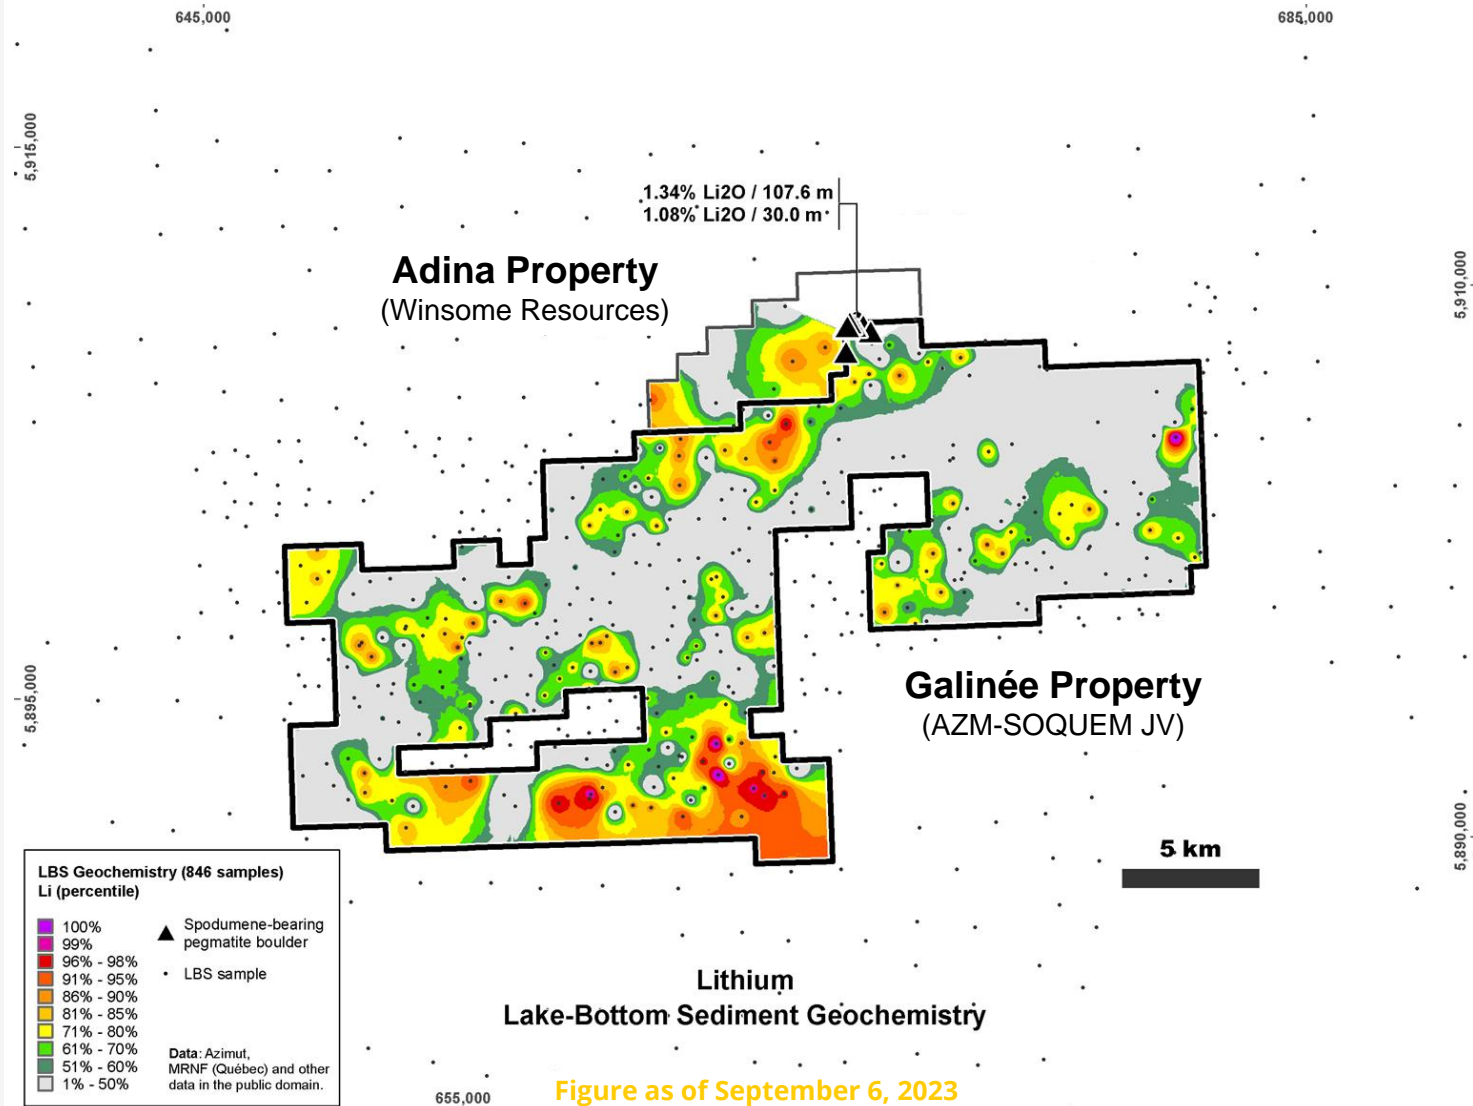 645,000
685,000
5,915,000
1.34% Li2O / 107.6 m
1.08% Li2O / 30.0 m
Adina Property
(Winsome Resources)
5,910,000
Galinée Property
(AZM-SOQUEM JV)
5,895,000
5,890,000
5 km
LBS Geochemistry (846 samples)
Li (percentile)
100%
99%
96% - 98%
91% - 95%
86% - 90%
81% - 85%
71% - 80%
61% - 70%
51% - 60%
1% - 50%
Spodumene-bearing
pegmatite boulder
LBS sample
Data: Azimut,
MRNF (Québec) and other
data in the public domain.
Lithium
Lake-Bottom Sediment Geochemistry
655,000
Figure as of September 6, 2023